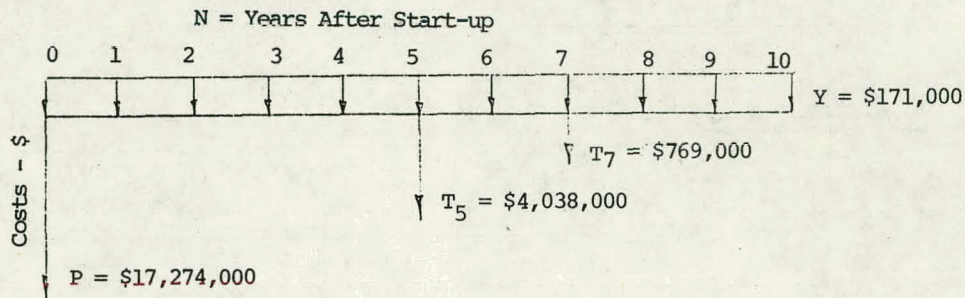 N = Years After Start-up
0 1 2 3 4 5 6 7 8 9 10
Y = $171,000
T7 = $769,000
T5 = $4,038,000
Costs - $
P = $17,274,000